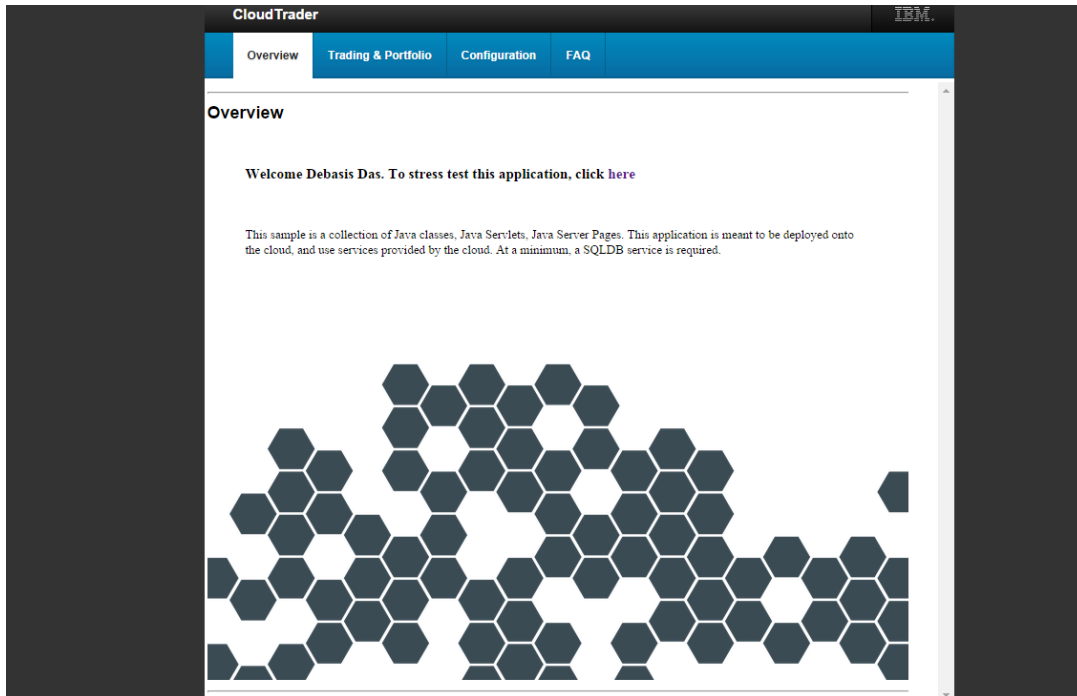 CloudTrader
IBM.
Overview
Trading & Portfolio
Configuration
FAQ
Overview
Welcome Debasis Das. To stress test this application, click here
This sample is a collection of Java classes, Java Servlets, Java Server Pages. This application is meant to be deployed onto
the cloud, and use services provided by the cloud. At a minimum, a SQLDB service is required.